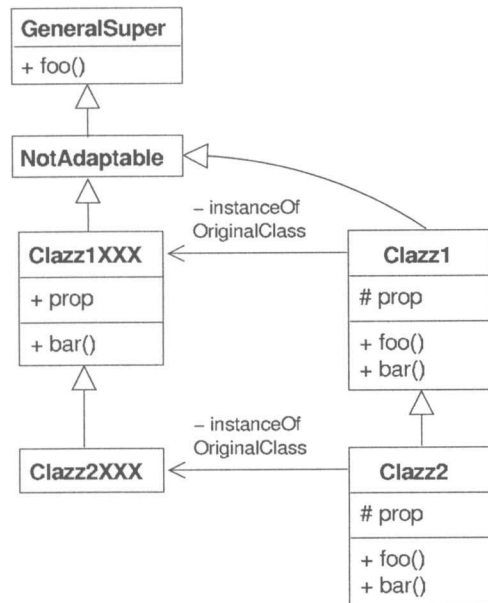 GeneralSuper
+ foo()
NotAdaptable
– instanceOf
OriginalClass
Clazz1XXX
+ prop
+ bar()
Clazz1
# prop
+ foo()
+ bar()
– instanceOf
OriginalClass
Clazz2XXX
Clazz2
# prop
+ foo()
+ bar()